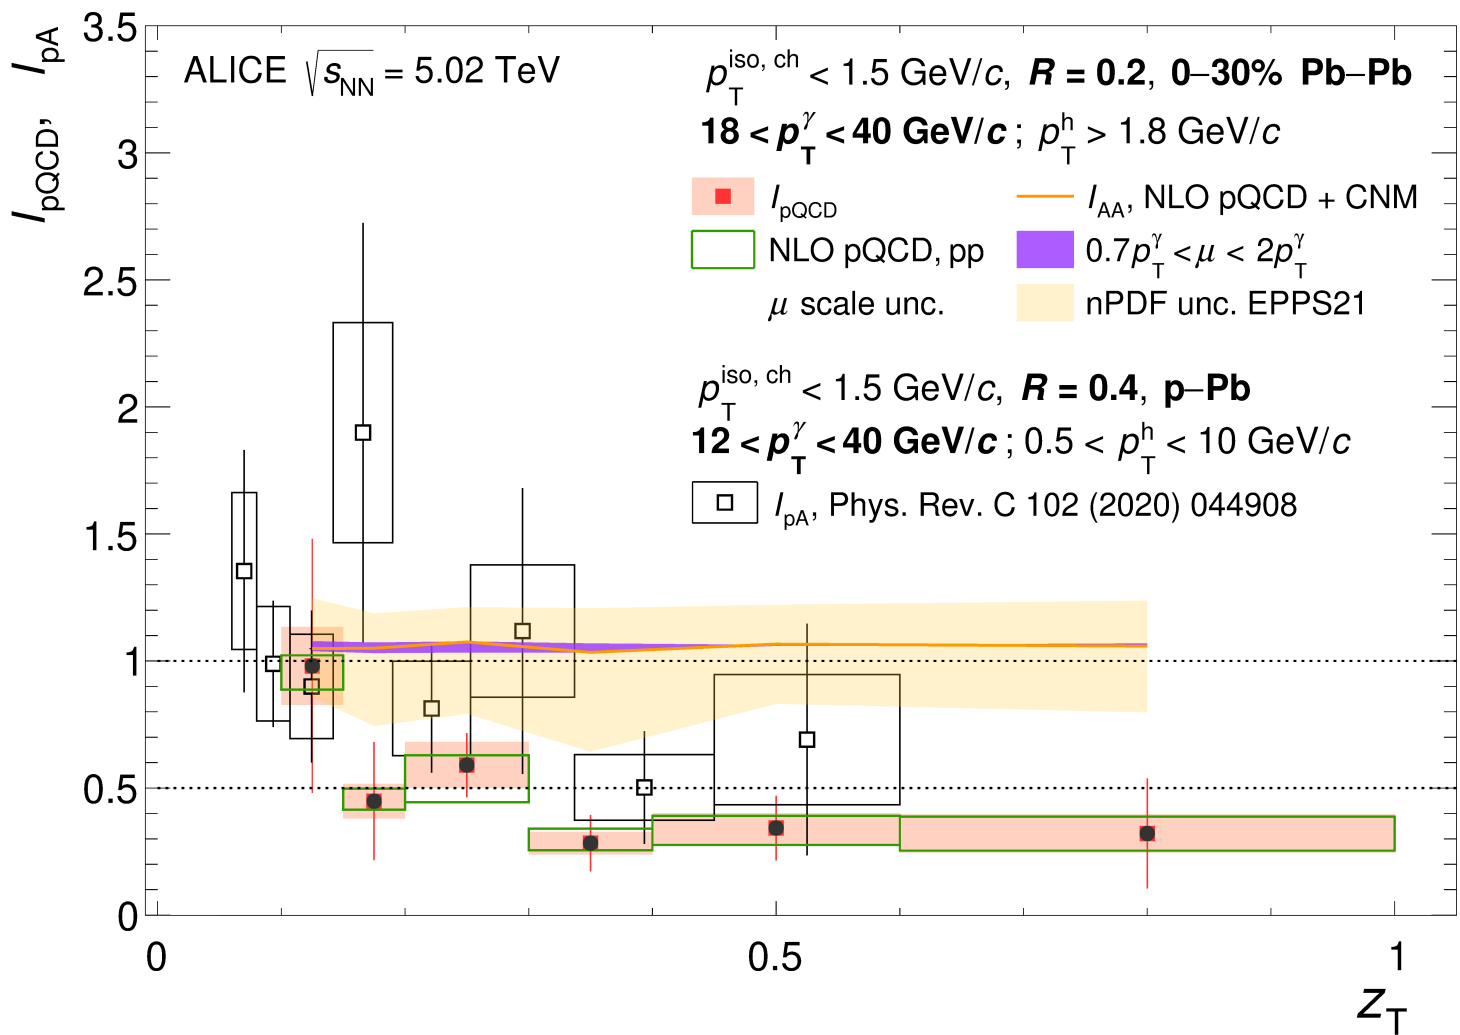 I_pQCD, I_pA
3.5
3
2.5
2
1.5
1
0.5
0
ALICE √s_NN = 5.02 TeV
p_T^iso, ch < 1.5 GeV/c, R = 0.2, 0–30% Pb–Pb
18 < p_T^γ < 40 GeV/c ; p_T^h > 1.8 GeV/c
I_pQCD
I_AA, NLO pQCD + CNM
NLO pQCD, pp
0.7p_T^γ < μ < 2p_T^γ
μ scale unc.
nPDF unc. EPPS21
p_T^iso, ch < 1.5 GeV/c, R = 0.4, p–Pb
12 < p_T^γ < 40 GeV/c ; 0.5 < p_T^h < 10 GeV/c
I_pA, Phys. Rev. C 102 (2020) 044908
0
0.5
1
z_T